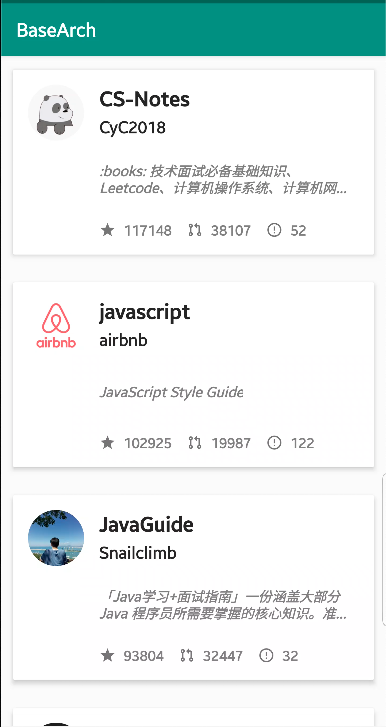 BaseArch
CS-Notes
CyC2018
:books: 技术面试必备基础知识、
Leetcode、计算机操作系统、计算机网...
117148 38107 52
javascript
airbnb
airbnb
JavaScript Style Guide
102925 19987 122
JavaGuide
Snailclimb
「Java学习+面试指南」一份涵盖大部分
Java 程序员所需要掌握的核心知识。准...
93804 32447 32